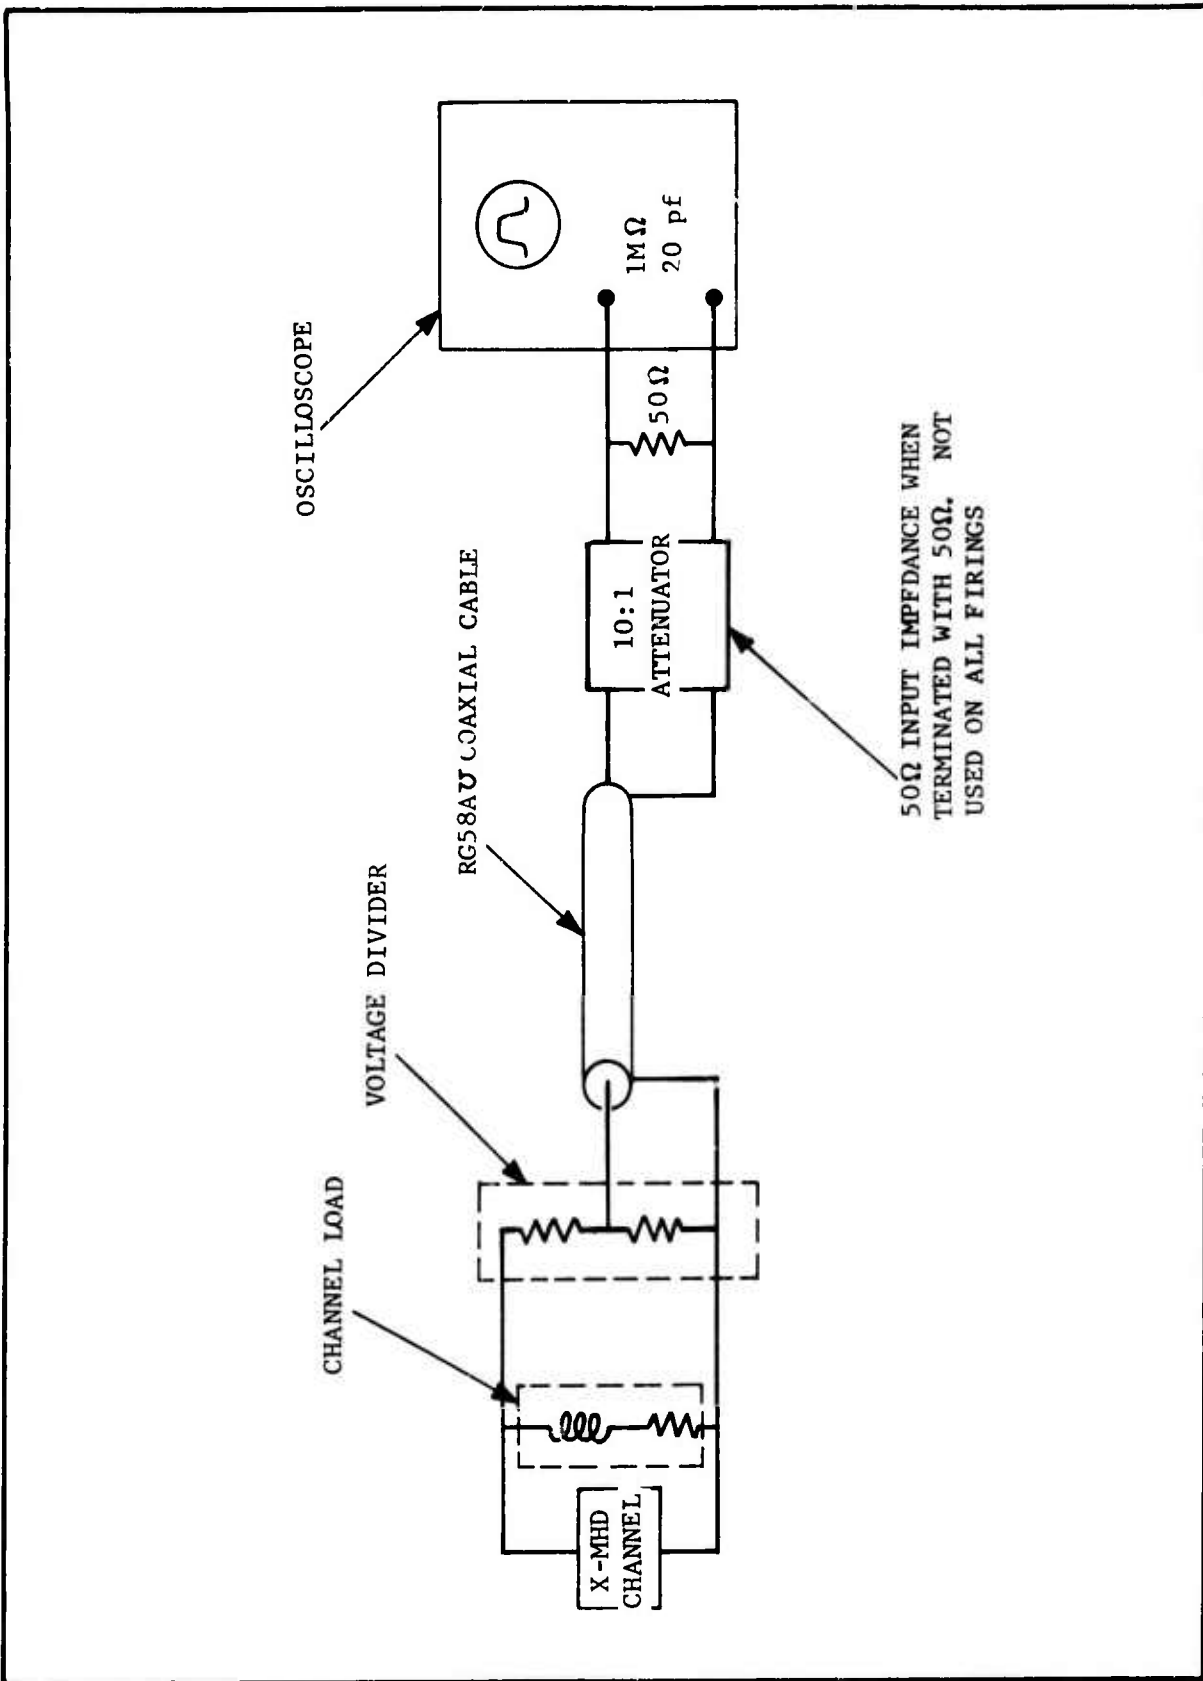 OSCILLOSCOPE
1MΩ
20 pf
50Ω
10:1
ATTENUATOR
RG58AU COAXIAL CABLE
VOLTAGE DIVIDER
CHANNEL LOAD
X-MHD
CHANNEL
50Ω INPUT IMPFDANCE WHEN
TERMINATED WITH 50Ω. NOT
USED ON ALL FIRINGS